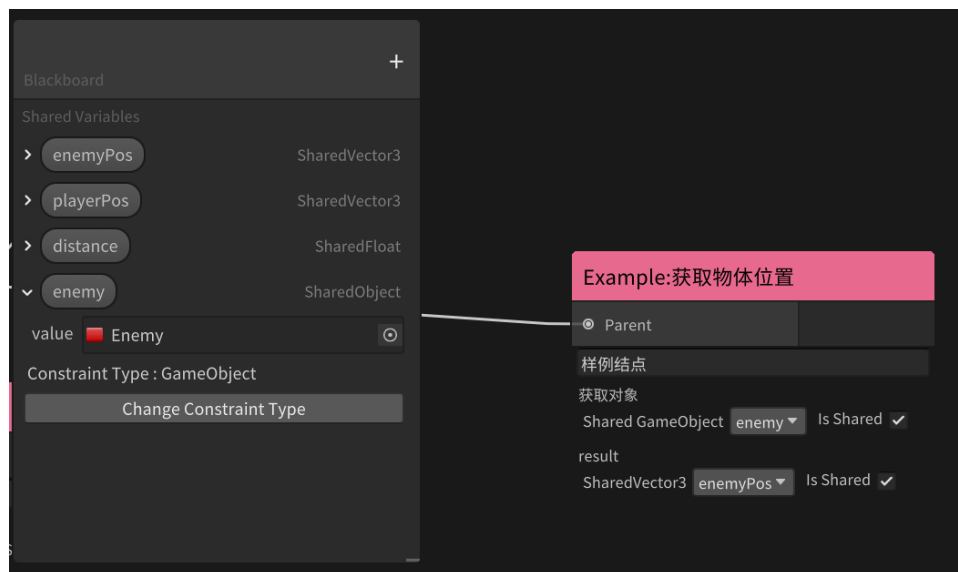 Blackboard
Shared Variables
enemyPos SharedVector3
playerPos SharedVector3
distance SharedFloat
enemy SharedObject
value Enemy
Constraint Type : GameObject
Change Constraint Type
Example:获取物体位置
Parent
样例结点
获取对象
Shared GameObject enemy Is Shared
result
SharedVector3 enemyPos Is Shared